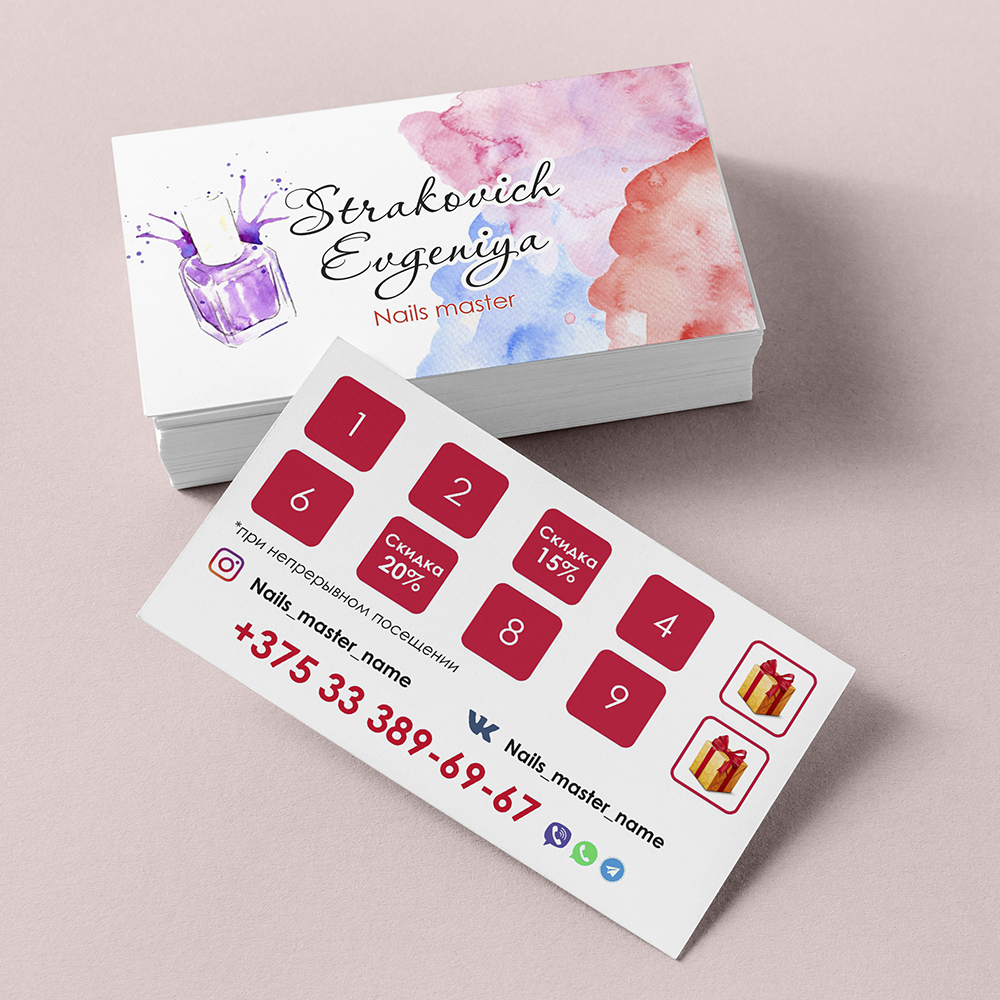 Strakovich
Evgeniya
Nails master
1 2 Скидка 15% 4
6 Скидка 20% 8 9
*при непрерывном посещении
Nails_master_name
Nails_master_name
+375 33 389-69-67